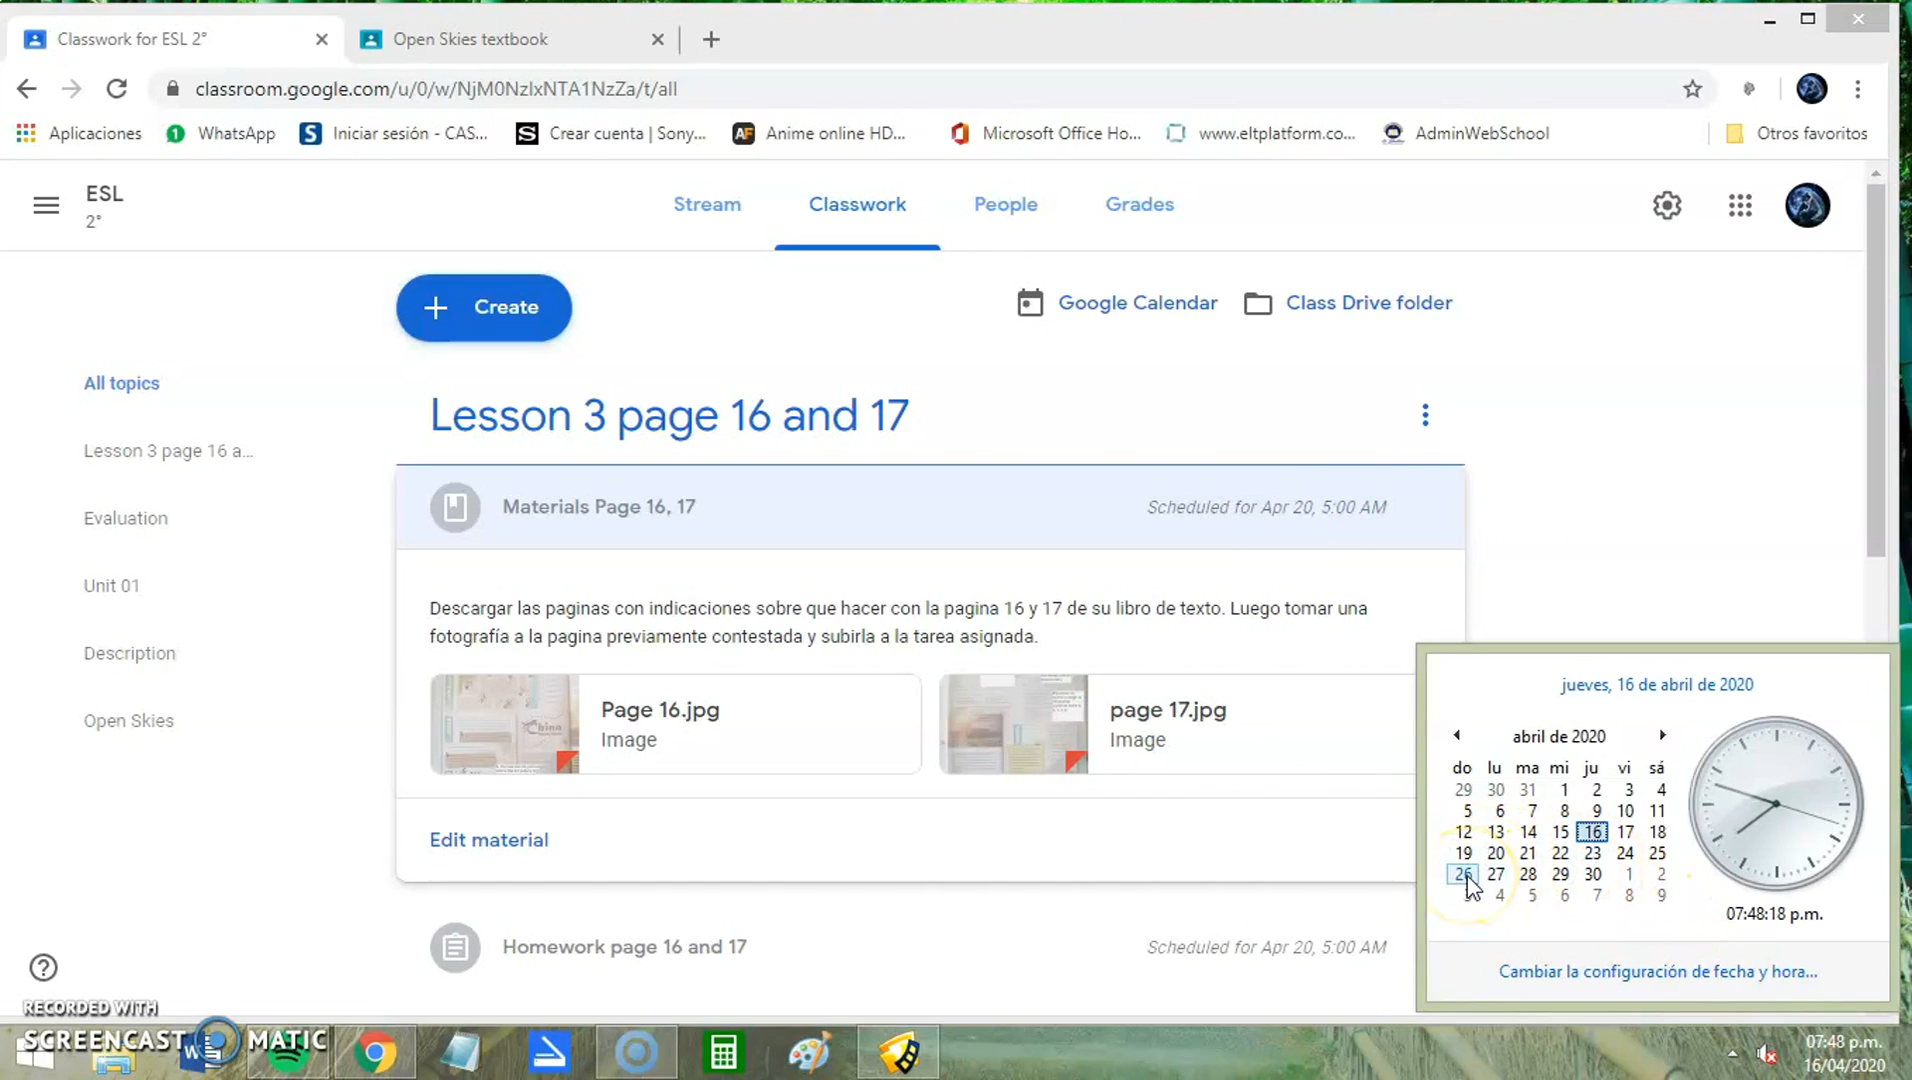 Classwork for ESL 2°
Open Skies textbook
classroom.google.com/u/0/w/NjM0NzIxNTA1NzZa/t/all
Aplicaciones
WhatsApp
Iniciar sesión - CAS...
Crear cuenta | Sony...
Anime online HD...
Microsoft Office Ho...
www.eltplatform.co...
AdminWebSchool
Otros favoritos
ESL
2°
Stream
Classwork
People
Grades
Create
Google Calendar
Class Drive folder
All topics
Lesson 3 page 16 a...
Evaluation
Unit 01
Description
Open Skies
Lesson 3 page 16 and 17
Materials Page 16, 17
Scheduled for Apr 20, 5:00 AM
Descargar las paginas con indicaciones sobre que hacer con la pagina 16 y 17 de su libro de texto. Luego tomar una
fotografía a la pagina previamente contestada y subirla a la tarea asignada.
Page 16.jpg
Image
page 17.jpg
Image
Edit material
Homework page 16 and 17
Scheduled for Apr 20, 5:00 AM
jueves, 16 de abril de 2020
abril de 2020
do lu ma mi ju vi sá
29 30 31 1 2 3 4
5 6 7 8 9 10 11
12 13 14 15 16 17 18
19 20 21 22 23 24 25
26 27 28 29 30 1 2
4 5 6 7 8 9
07:48:18 p.m.
Cambiar la configuración de fecha y hora...
RECORDED WITH
SCREENCAST MATIC
07:48 p.m.
16/04/2020